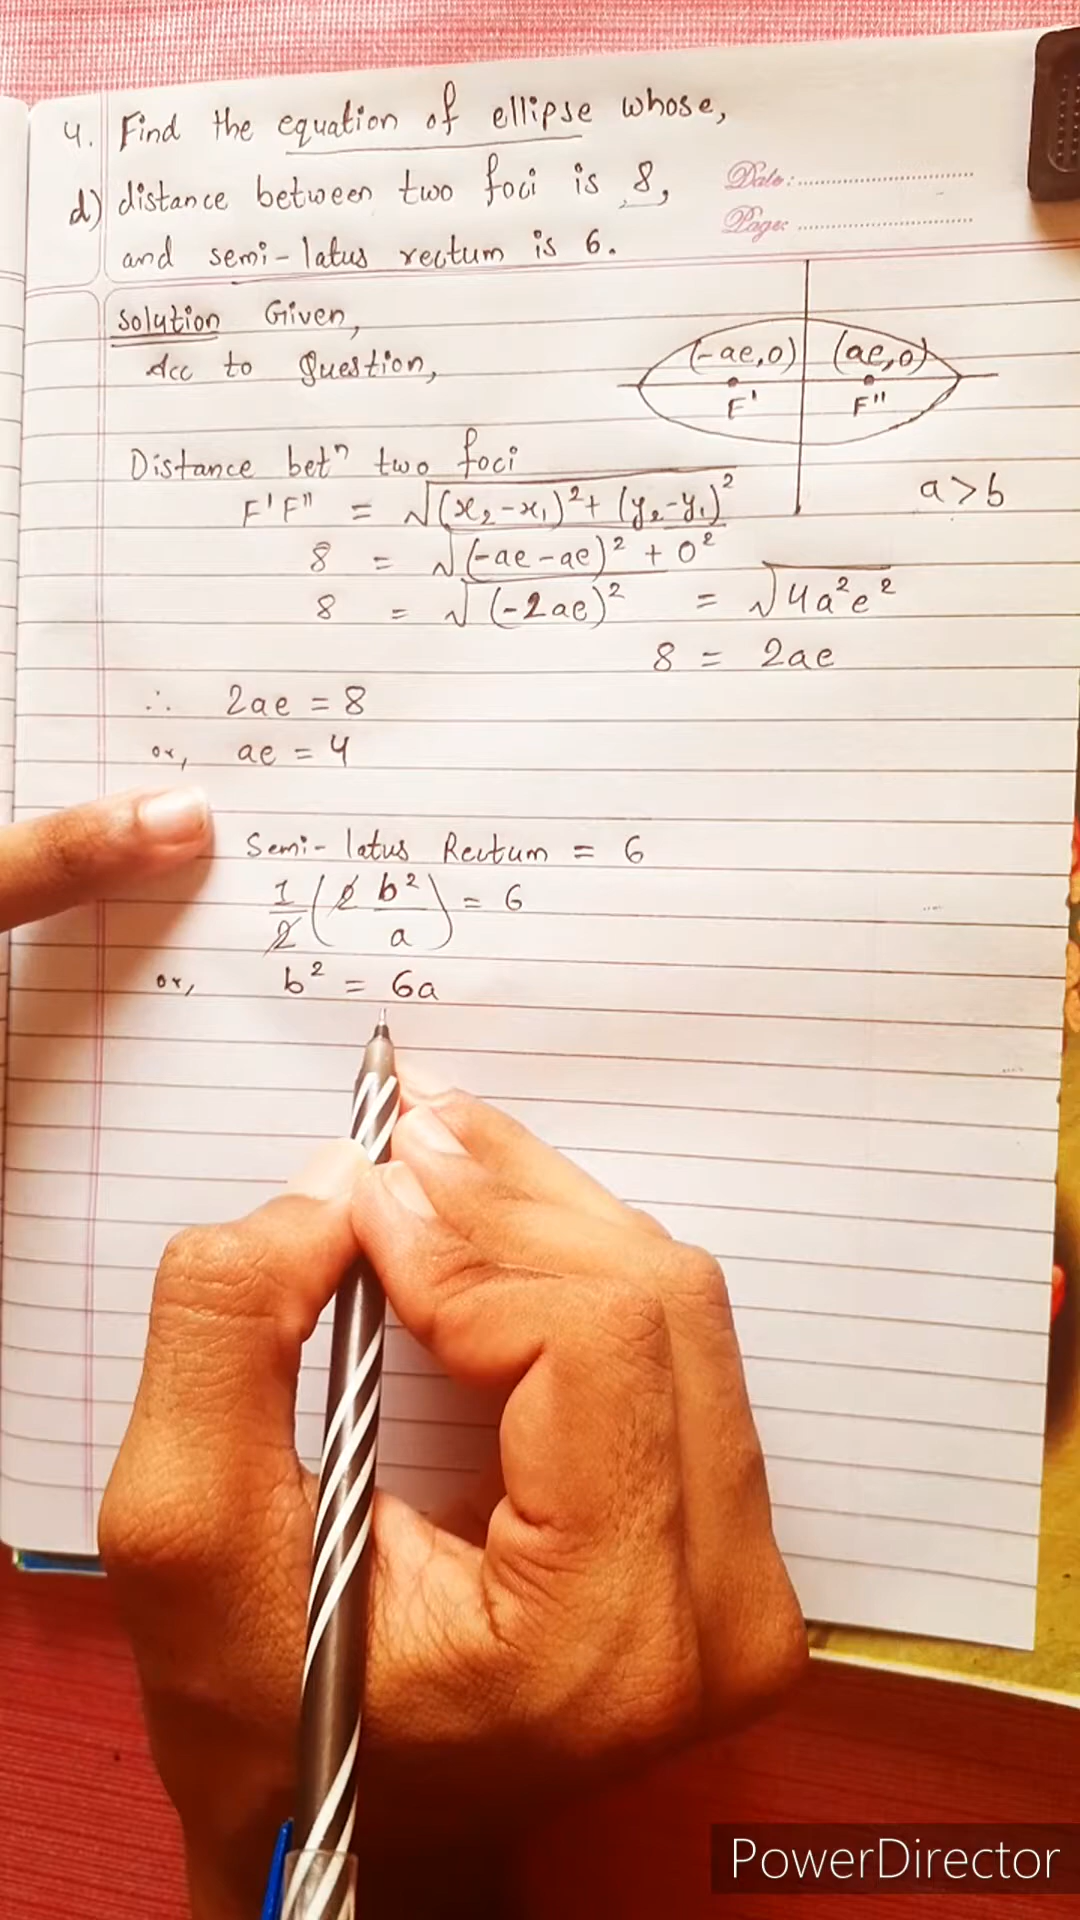 4. Find the equation of ellipse whose,
d) distance between two foci is 8,
and semi-latus rectum is 6.
Date:
Page:
Solution Given,
Acc to Question,
(-ae,0) (ae,0)
F' F"
a>b
Distance betⁿ two foci
F'F" = √(x₂-x₁)²+(y₂-y₁)²
8 = √(-ae-ae)² + 0²
8 = √(-2ae)² = √4a²e²
8 = 2ae
∴ 2ae = 8
or, ae = 4
Semi-latus Rectum = 6
1/2 (2 b²/a) = 6
or, b² = 6a
PowerDirector